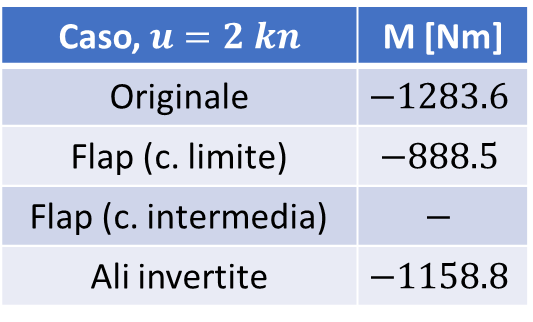 Caso, u = 2 kn M [Nm]
Originale −1283.6
Flap (c. limite) −888.5
Flap (c. intermedia) −
Ali invertite −1158.8